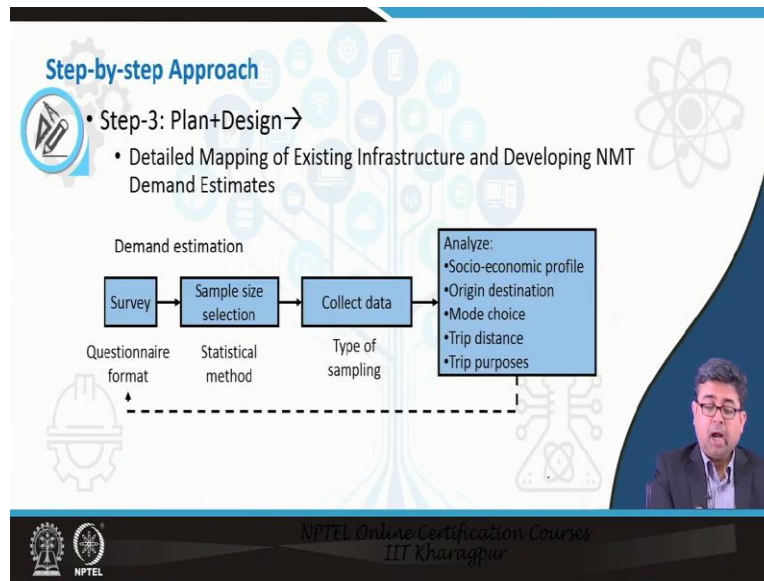 Step-by-step Approach
• Step-3: Plan+Design→
• Detailed Mapping of Existing Infrastructure and Developing NMT
Demand Estimates
Demand estimation
Survey
Sample size
selection
Collect data
Analyze:
•Socio-economic profile
•Origin destination
•Mode choice
•Trip distance
•Trip purposes
Questionnaire
format
Statistical
method
Type of
sampling
NPTEL Online Certification Courses
IIT Kharagpur
NPTEL